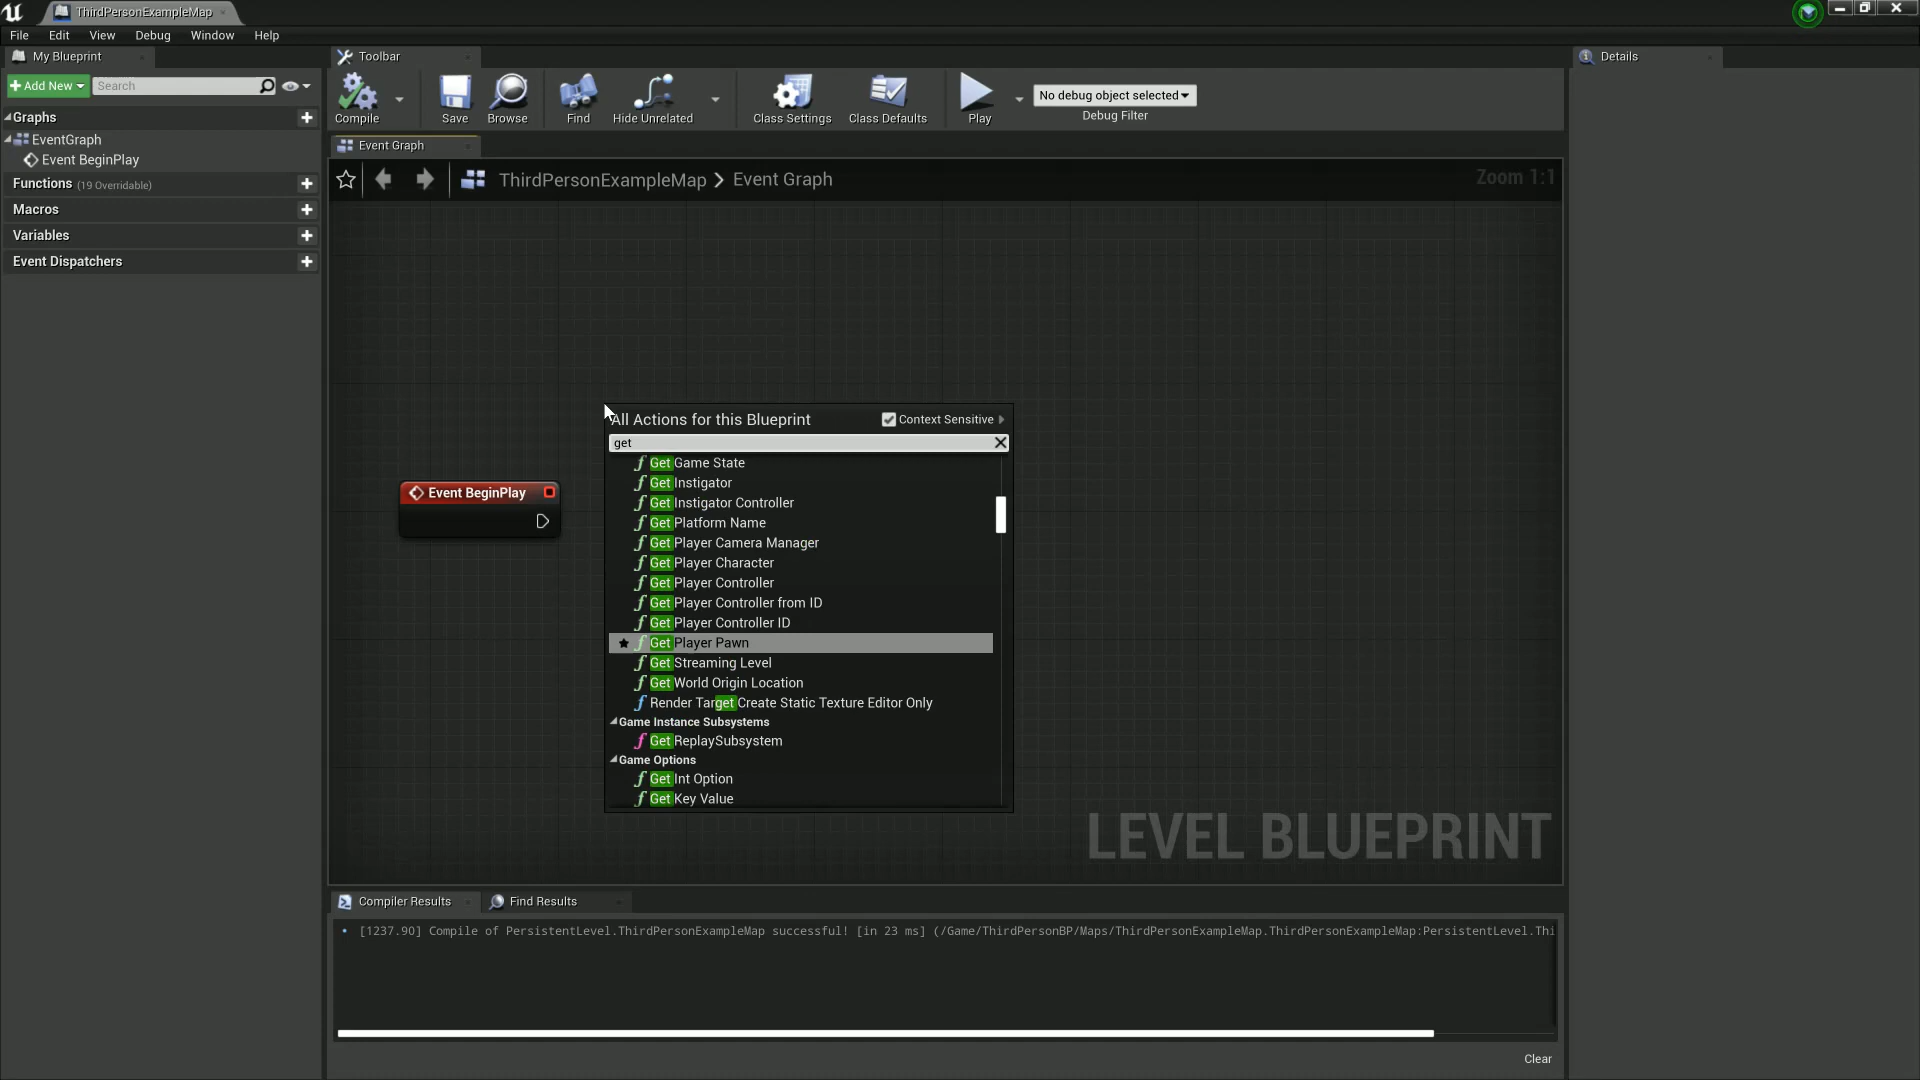 ThirdPersonExampleMap
File Edit View Debug Window Help
My Blueprint
Add New
Search
Graphs
EventGraph
Event BeginPlay
Functions (19 Overridable)
Macros
Variables
Event Dispatchers
Toolbar
Compile
Save
Browse
Find
Hide Unrelated
Class Settings
Class Defaults
Play
No debug object selected
Debug Filter
Event Graph
ThirdPersonExampleMap > Event Graph
Zoom 1:1
Event BeginPlay
All Actions for this Blueprint
Context Sensitive
get
Get Game State
Get Instigator
Get Instigator Controller
Get Platform Name
Get Player Camera Manager
Get Player Character
Get Player Controller
Get Player Controller from ID
Get Player Controller ID
Get Player Pawn
Get Streaming Level
Get World Origin Location
Render Target Create Static Texture Editor Only
Game Instance Subsystems
Get ReplaySubsystem
Game Options
Get Int Option
Get Key Value
LEVEL BLUEPRINT
Compiler Results
Find Results
[1237.90] Compile of PersistentLevel.ThirdPersonExampleMap successful! [in 23 ms] (/Game/ThirdPersonBP/Maps/ThirdPersonExampleMap.ThirdPersonExampleMap:PersistentLevel.Thi
Clear
Details